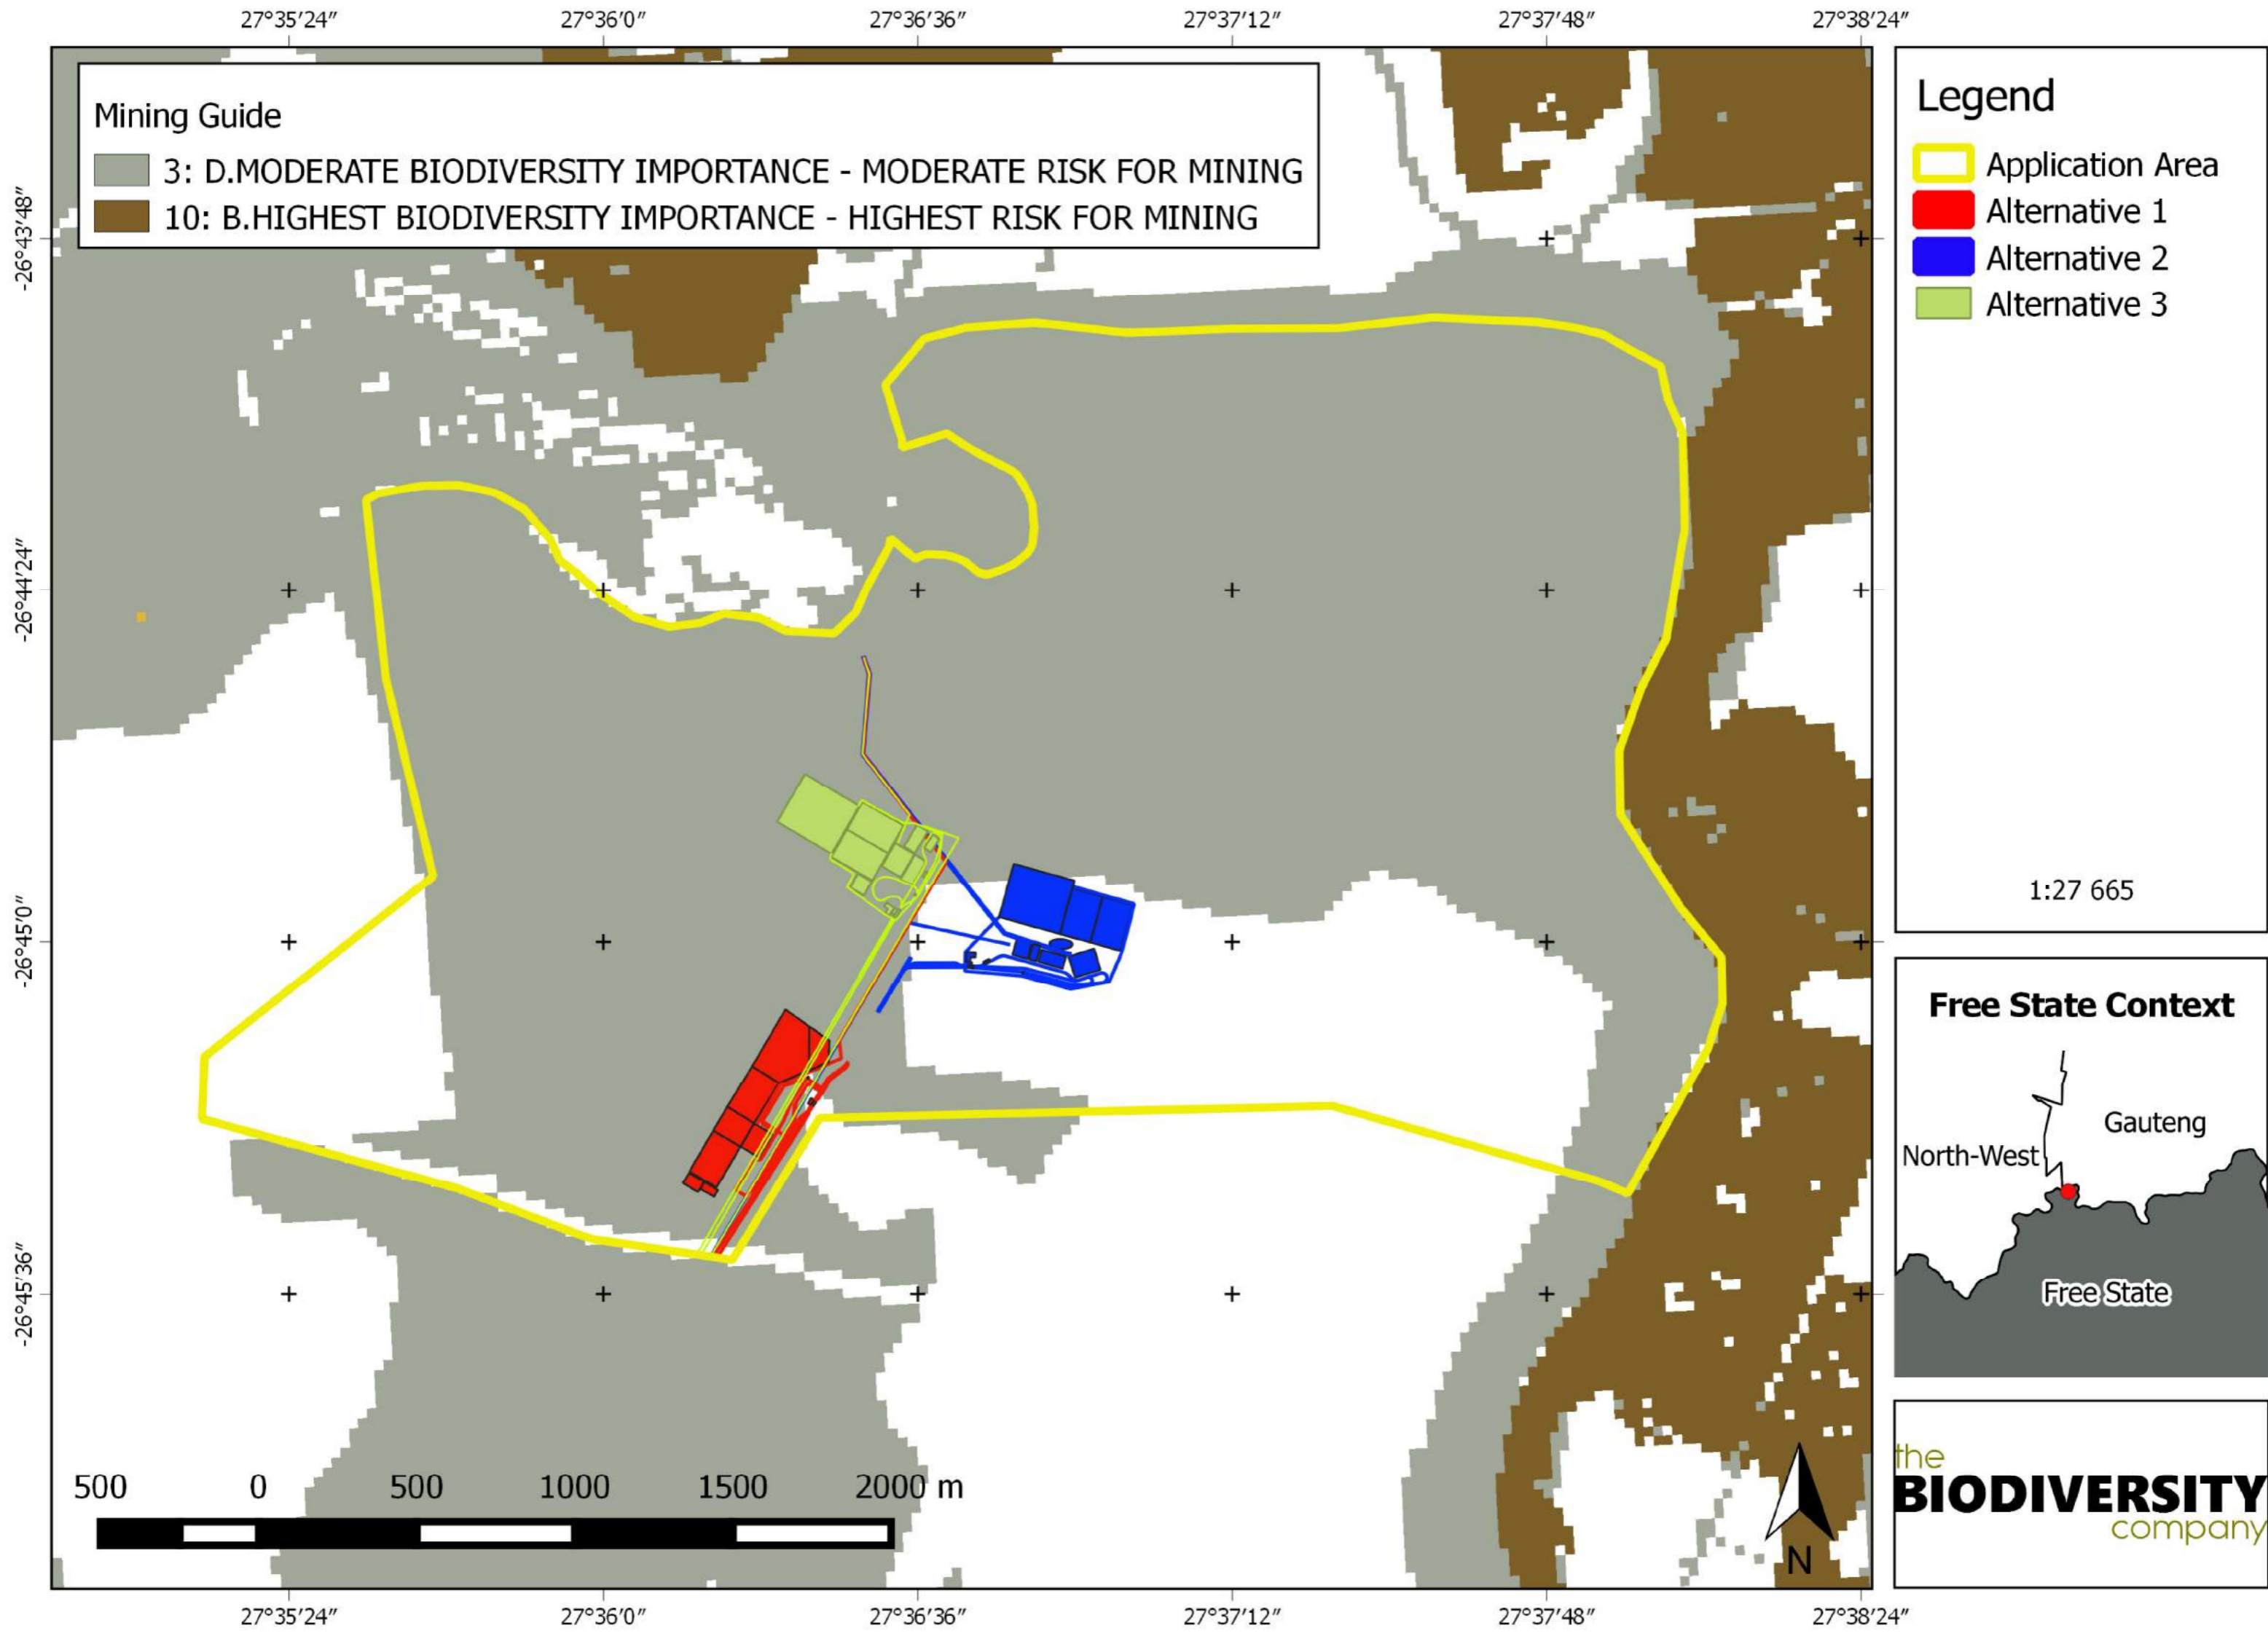 27°35′24″ 27°36′0″ 27°36′36″ 27°37′12″ 27°37′48″ 27°38′24″
Mining Guide
3: D.MODERATE BIODIVERSITY IMPORTANCE - MODERATE RISK FOR MINING
10: B.HIGHEST BIODIVERSITY IMPORTANCE - HIGHEST RISK FOR MINING
-26°43′48″
-26°44′24″
-26°45′0″
-26°45′36″
500 0 500 1000 1500 2000 m
N
27°35′24″ 27°36′0″ 27°36′36″ 27°37′12″ 27°37′48″ 27°38′24″
Legend
Application Area
Alternative 1
Alternative 2
Alternative 3
1:27 665
Free State Context
Gauteng
North-West
Free State
the
BIODIVERSITY
company